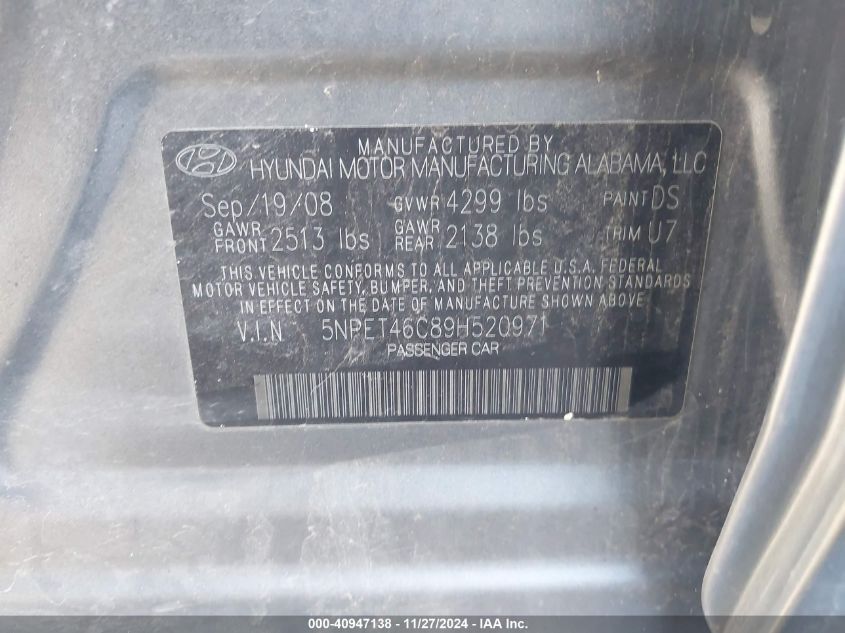 MANUFACTURED BY
HYUNDAI MOTOR MANUFACTURING ALABAMA, LLC
Sep/19/08 GVWR 4299 lbs PAINT DS
GAWR FRONT 2513 lbs GAWR REAR 2138 lbs TRIM U7
THIS VEHICLE CONFORMS TO ALL APPLICABLE U.S.A. FEDERAL
MOTOR VEHICLE SAFETY, BUMPER, AND THEFT PREVENTION STANDARDS
IN EFFECT ON THE DATE OF MANUFACTURE SHOWN ABOVE
V.I.N 5NPET46C89H520971
PASSENGER CAR
000-40947138 - 11/27/2024 - IAA Inc.